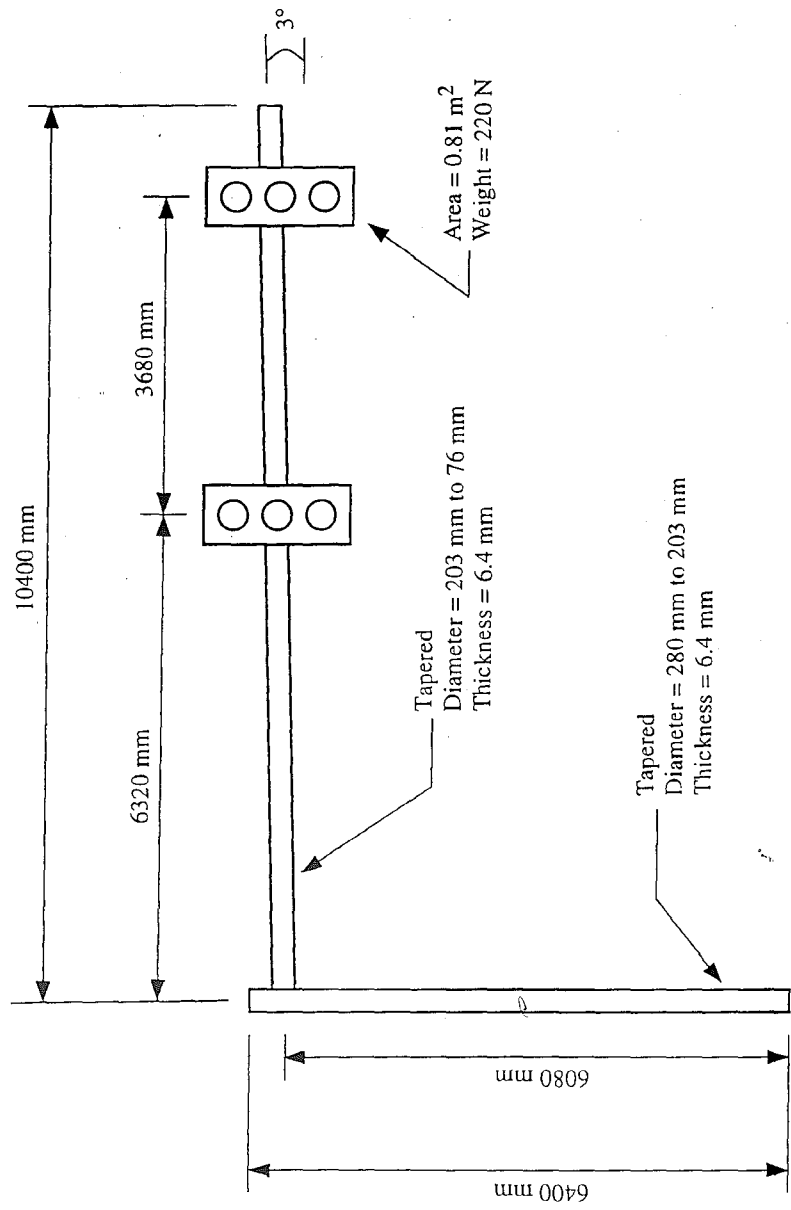 10400 mm
3680 mm
6320 mm
3°
Area = 0.81 m²
Weight = 220 N
Tapered
Diameter = 203 mm to 76 mm
Thickness = 6.4 mm
Tapered
Diameter = 280 mm to 203 mm
Thickness = 6.4 mm
6080 mm
6400 mm